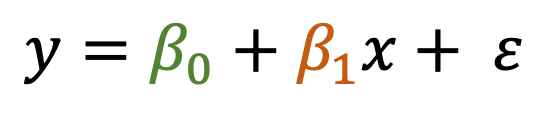 y = β₀ + β₁x + ε